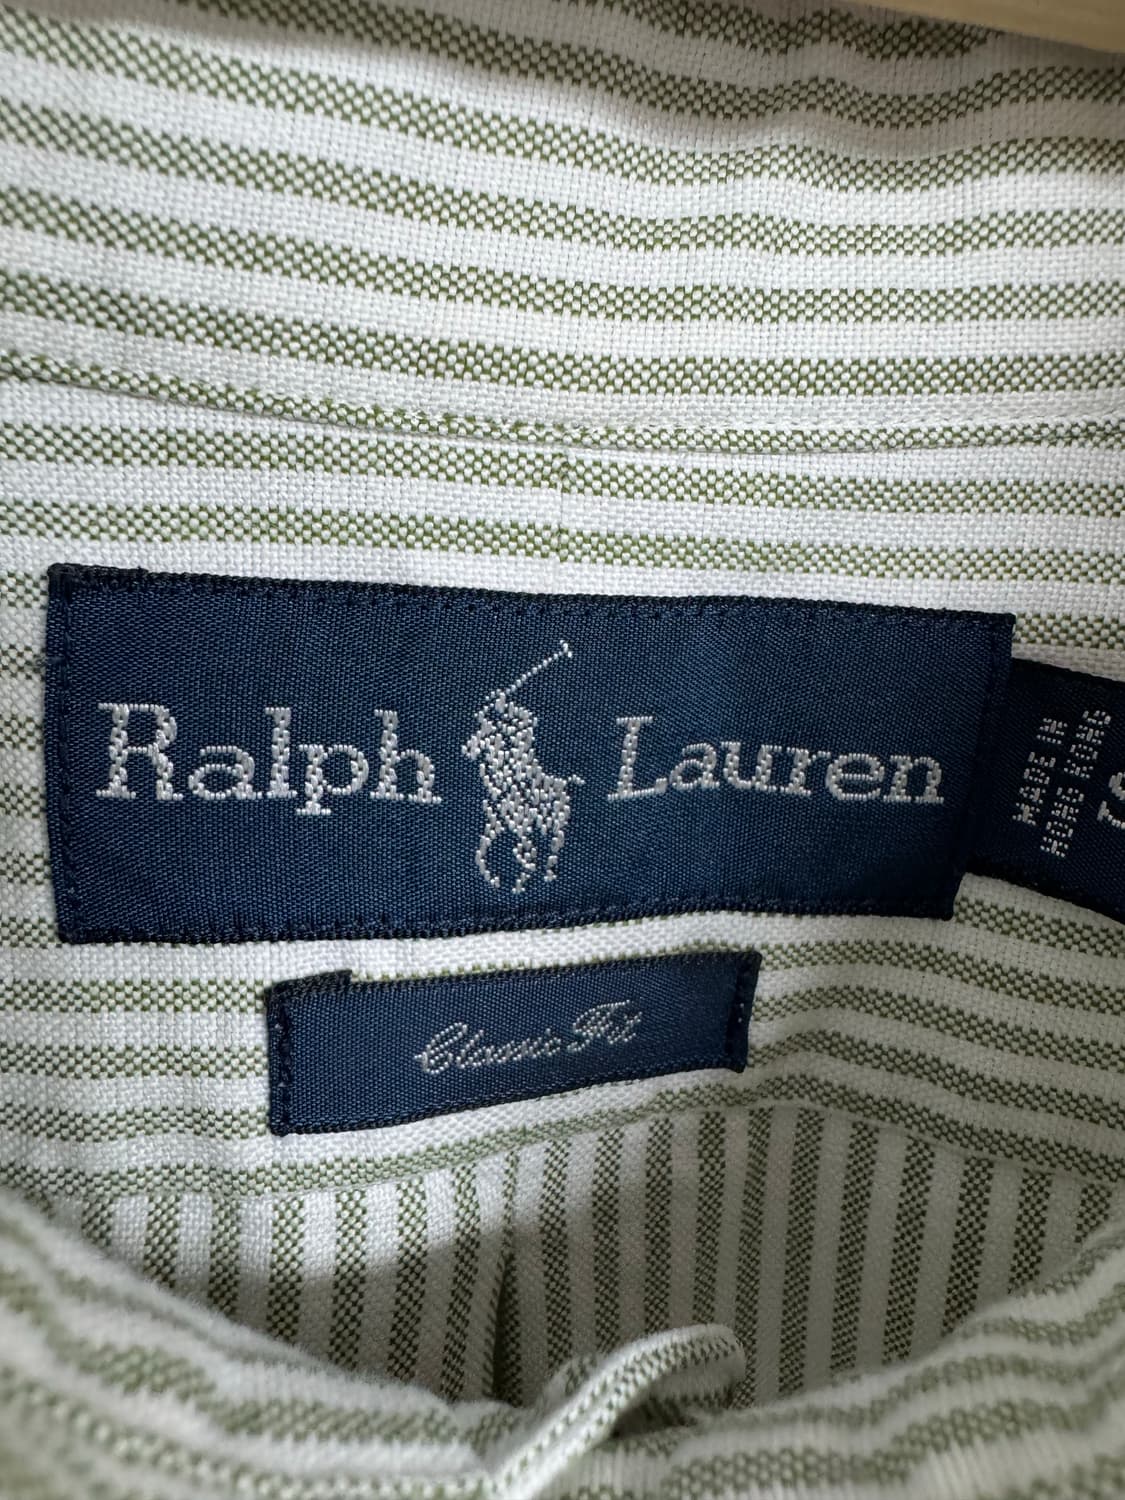 Ralph Lauren
MADE IN
HONG KONG
Classic Fit